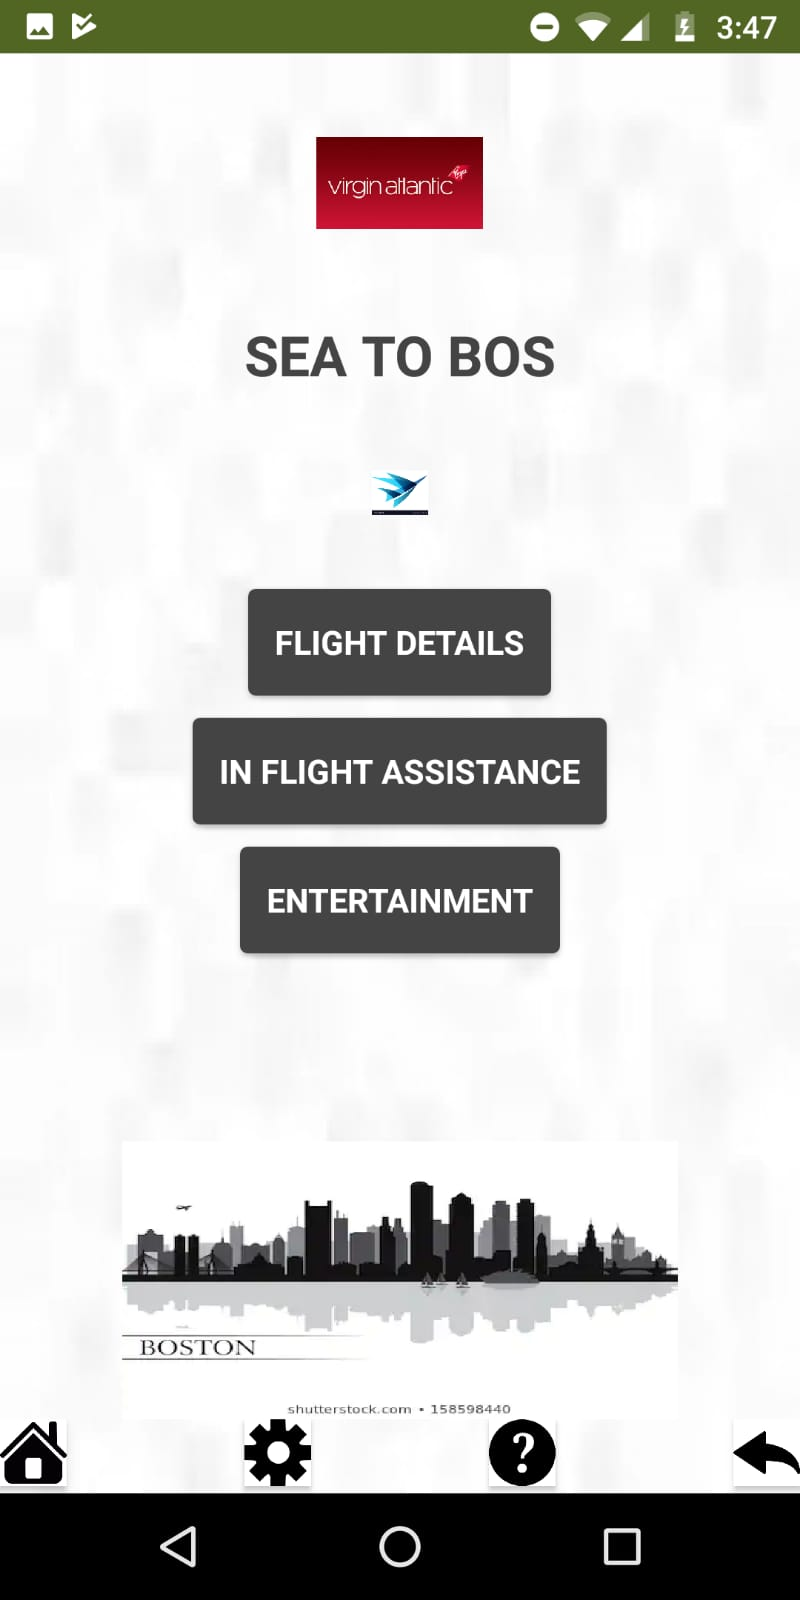 3:47
virgin atlantic
SEA TO BOS
FLIGHT DETAILS
IN FLIGHT ASSISTANCE
ENTERTAINMENT
BOSTON
shutterstock.com • 158598440
?